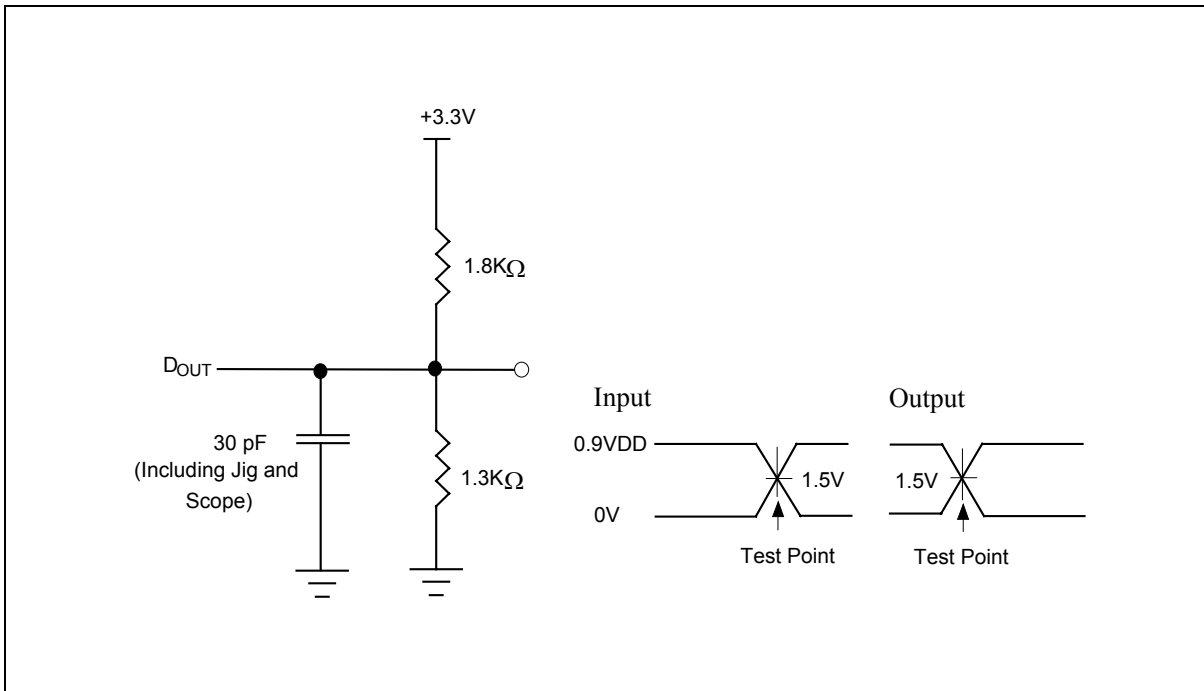 +3.3V
1.8KΩ
DOUT
30 pF
(Including Jig and
Scope)
1.3KΩ
Input
Output
0.9VDD
1.5V
1.5V
0V
Test Point
Test Point